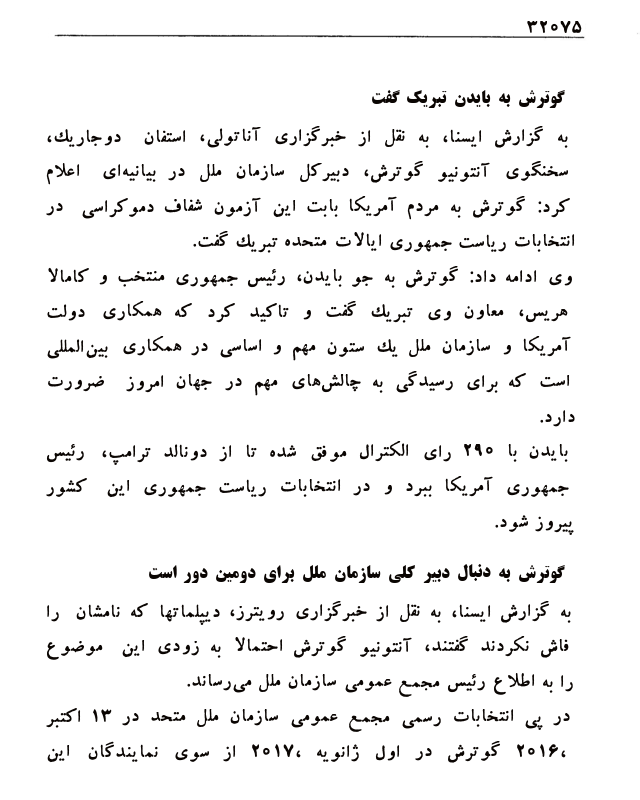 ۳۲۰۷۵
گوترش به بایدن تبریک گفت
به گزارش ایسنا، به نقل از خبرگزاری آناتولی، استفان دوجاریك،
سخنگوی آنتونیو گوترش، دبیرکل سازمان ملل در بیانیه‌ای اعلام
کرد: گوترش به مردم آمریکا بابت این آزمون شفاف دموکراسی در
انتخابات ریاست جمهوری ایالات متحده تبریك گفت.
وی ادامه داد: گوترش به جو بایدن، رئیس جمهوری منتخب و کامالا
هریس، معاون وی تبریك گفت و تاکید کرد که همکاری دولت
آمریکا و سازمان ملل یك ستون مهم و اساسی در همکاری بین‌المللی
است که برای رسیدگی به چالش‌های مهم در جهان امروز ضرورت
دارد.
بایدن با ۲۹۰ رای الکترال موفق شده تا از دونالد ترامپ، رئیس
جمهوری آمریکا ببرد و در انتخابات ریاست جمهوری این کشور
پیروز شود.
گوترش به دنبال دبیر کلی سازمان ملل برای دومین دور است
به گزارش ایسنا، به نقل از خبرگزاری رویترز، دیپلماتها که نامشان را
فاش نکردند گفتند، آنتونیو گوترش احتمالا به زودی این موضوع
را به اطلاع رئیس مجمع عمومی سازمان ملل می‌رساند.
در پی انتخابات رسمی مجمع عمومی سازمان ملل متحد در ۱۳ اکتبر
۲۰۱۶، گوترش در اول ژانویه ۲۰۱۷، از سوی نمایندگان این